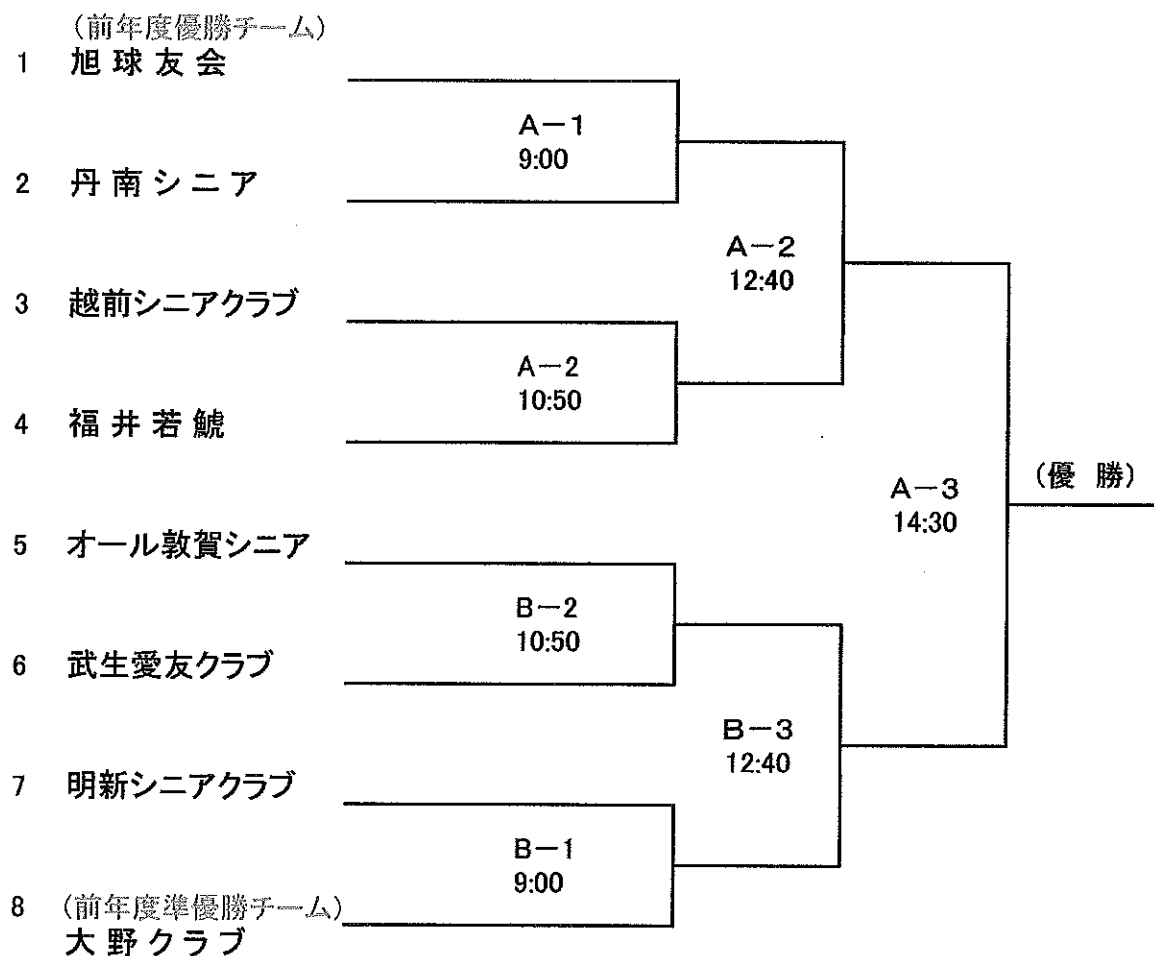 (前年度優勝チーム)
1 旭球友会
A－1
9:00
2 丹南シニア
A－2
12:40
3 越前シニアクラブ
A－2
10:50
4 福井若鯱
A－3
14:30
(優 勝)
5 オール敦賀シニア
B－2
10:50
6 武生愛友クラブ
B－3
12:40
7 明新シニアクラブ
B－1
9:00
8 (前年度準優勝チーム)
大野クラブ